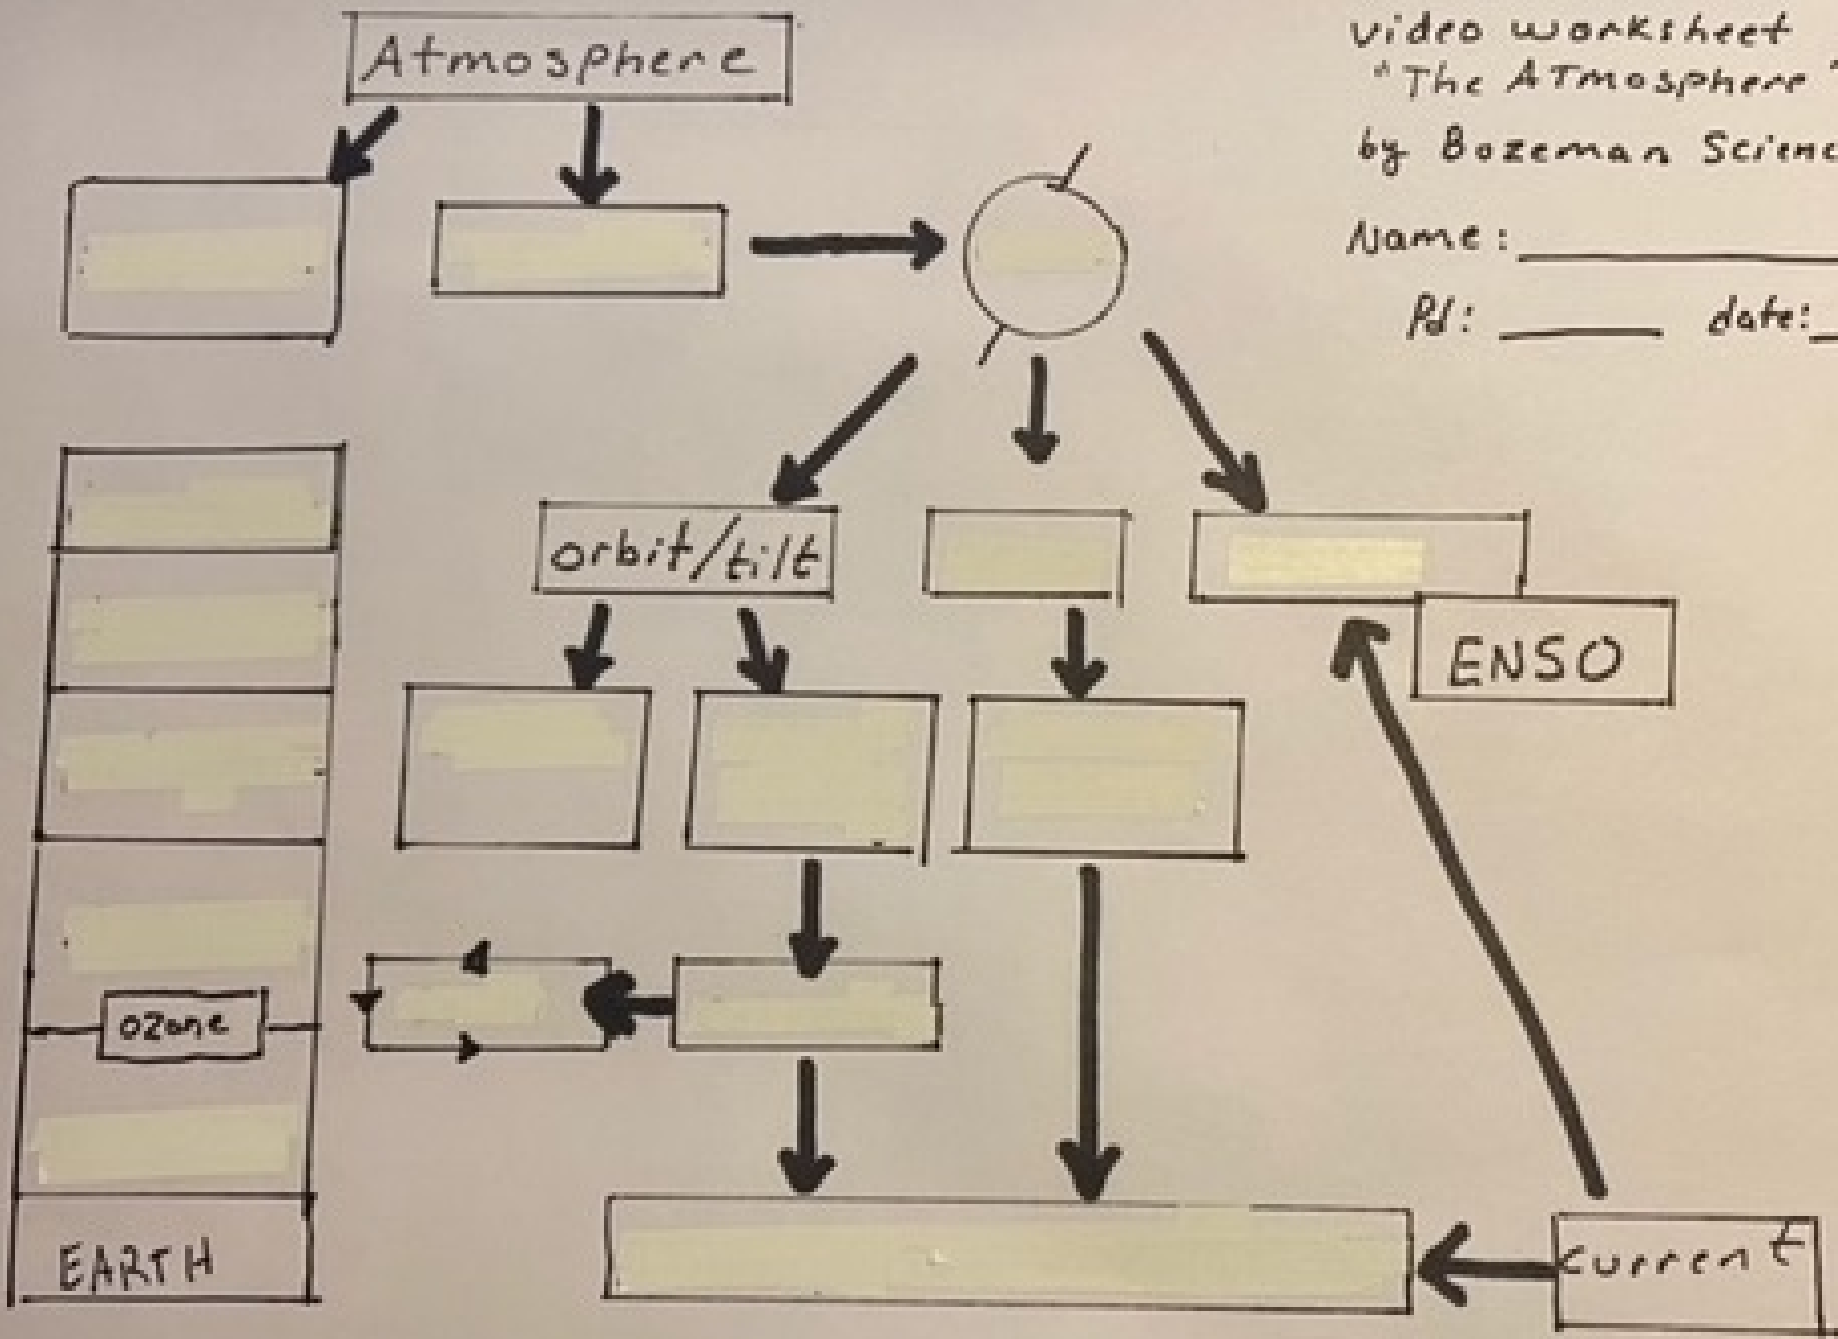 Atmosphere
video worksheet
"The ATmosphere"
by Bozeman Scienc
Name:
Pd: date:
orbit/tilt
ENSO
ozone
EARTH
current